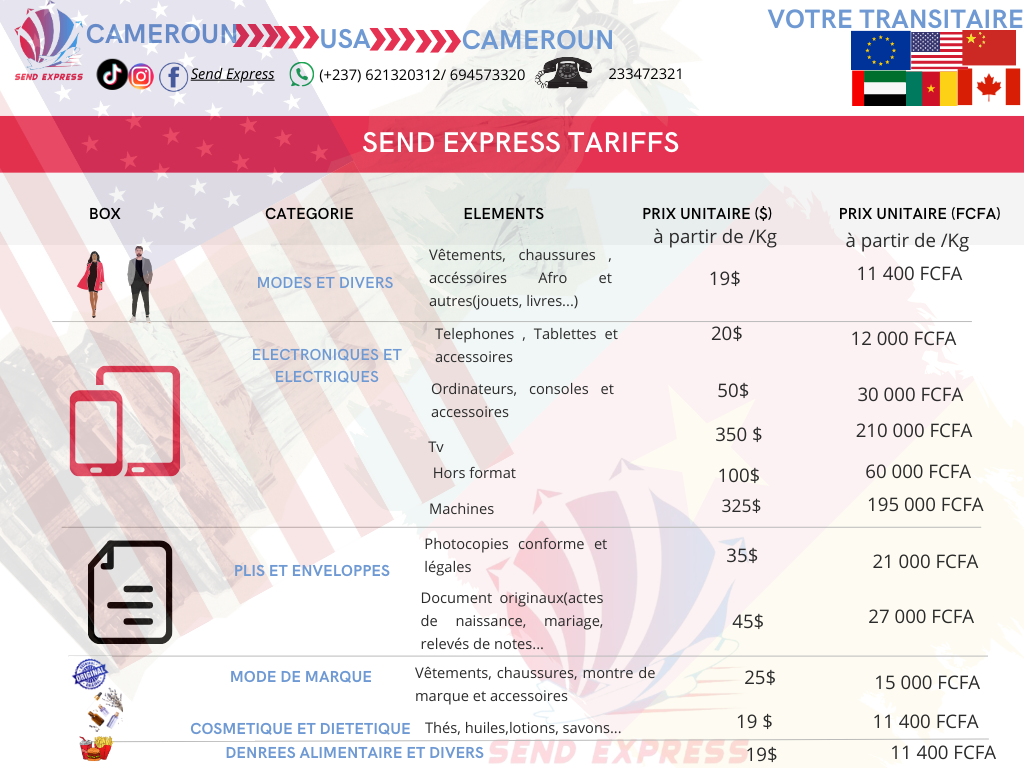 VOTRE TRANSITAIRE
CAMEROUN USA CAMEROUN
SEND EXPRESS
Send Express (+237) 621320312/ 694573320 233472321
SEND EXPRESS TARIFFS
BOX CATEGORIE ELEMENTS PRIX UNITAIRE ($) PRIX UNITAIRE (FCFA)
à partir de /Kg à partir de /Kg
Vêtements, chaussures ,
MODES ET DIVERS accéssoires Afro et 19$ 11 400 FCFA
autres(jouets, livres...)
Telephones , Tablettes et 20$ 12 000 FCFA
ELECTRONIQUES ET accessoires
ELECTRIQUES
Ordinateurs, consoles et 50$ 30 000 FCFA
accessoires
Tv 350 $ 210 000 FCFA
Hors format 100$ 60 000 FCFA
Machines 325$ 195 000 FCFA
Photocopies conforme et 35$ 21 000 FCFA
PLIS ET ENVELOPPES légales
Document originaux(actes
de naissance, mariage, 45$ 27 000 FCFA
relevés de notes...
MODE DE MARQUE Vêtements, chaussures, montre de 25$ 15 000 FCFA
marque et accessoires
COSMETIQUE ET DIETETIQUE Thés, huiles,lotions, savons... 19 $ 11 400 FCFA
DENREES ALIMENTAIRE ET DIVERS 19$ 11 400 FCFA
SEND EXPRESS
ORIGINAL